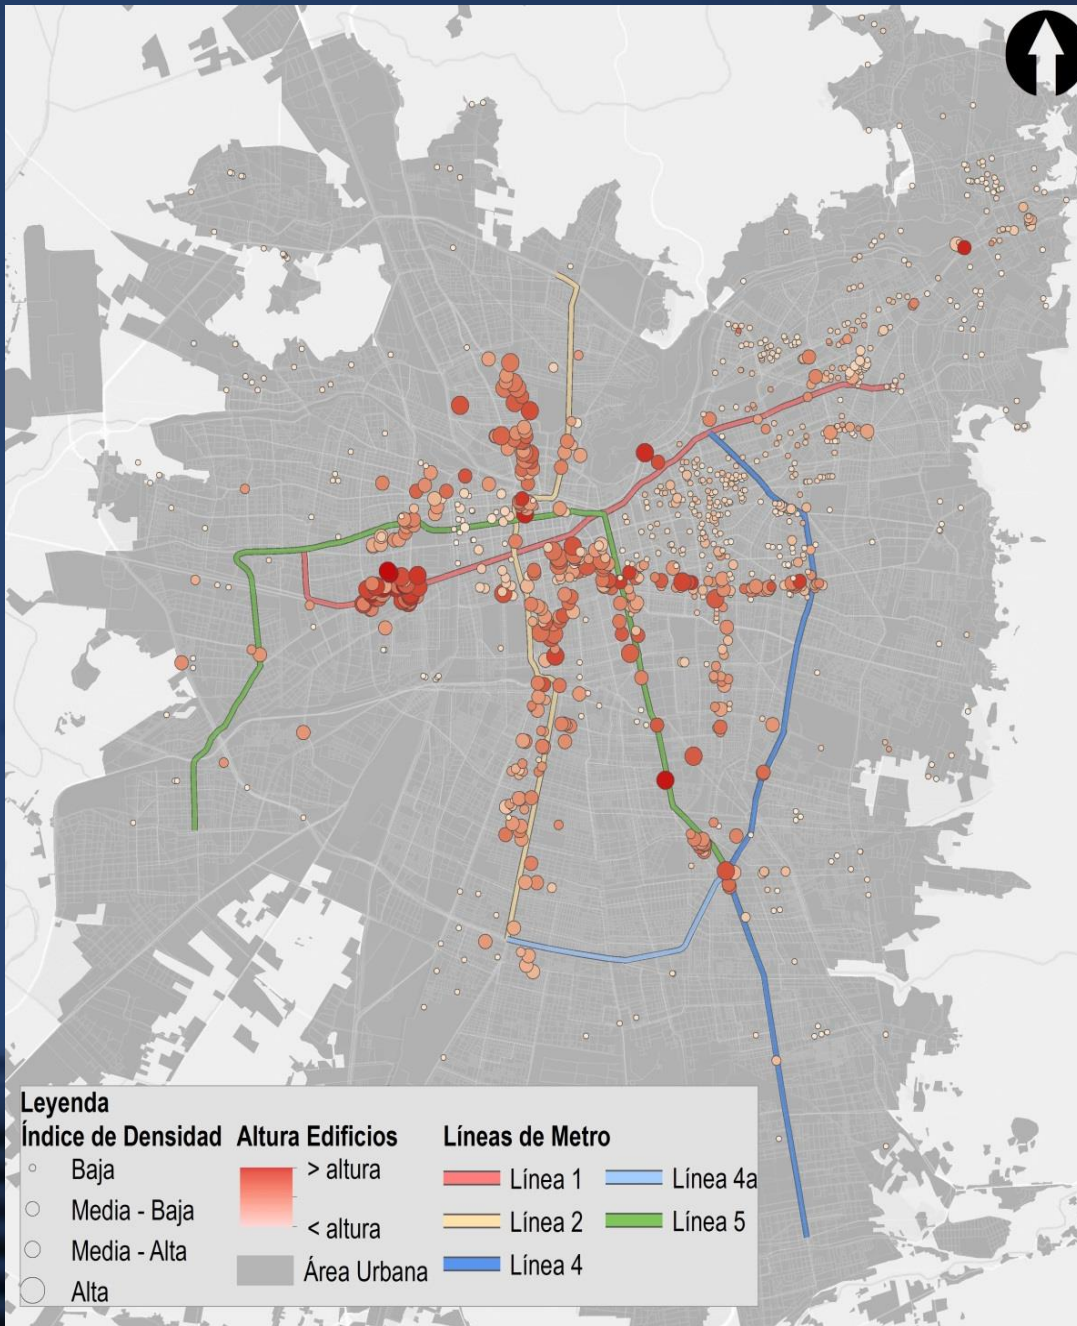 Leyenda
Índice de Densidad
Baja
Media - Baja
Media - Alta
Alta
Altura Edificios
> altura
< altura
Área Urbana
Líneas de Metro
Línea 1
Línea 2
Línea 4
Línea 4a
Línea 5